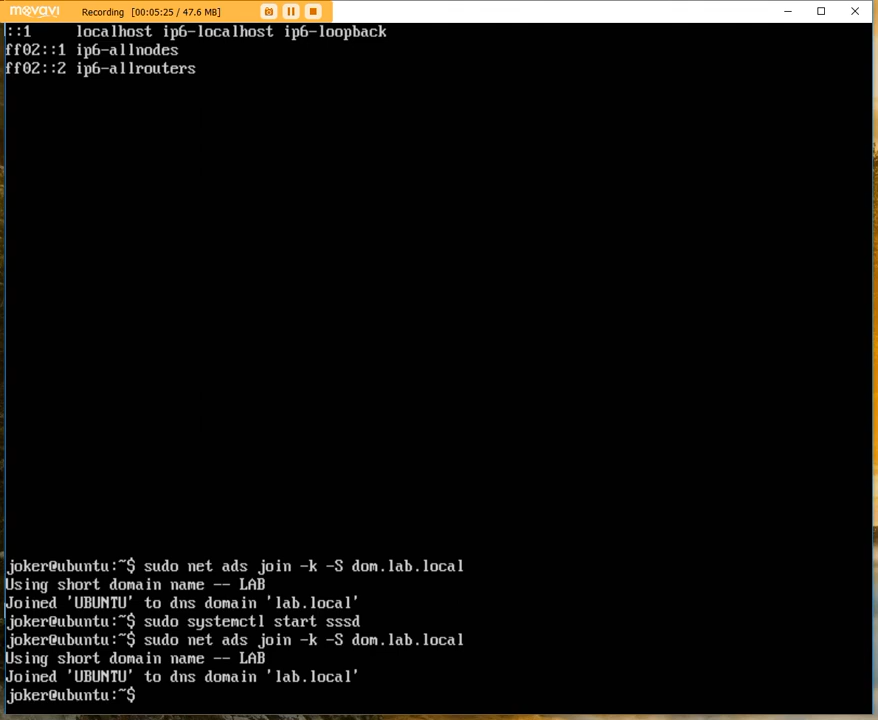 movavi Recording [00:05:25 / 47.6 MB]
::1 localhost ip6-localhost ip6-loopback
ff02::1 ip6-allnodes
ff02::2 ip6-allrouters
joker@ubuntu:~$ sudo net ads join -k -S dom.lab.local
Using short domain name -- LAB
Joined 'UBUNTU' to dns domain 'lab.local'
joker@ubuntu:~$ sudo systemctl start sssd
joker@ubuntu:~$ sudo net ads join -k -S dom.lab.local
Using short domain name -- LAB
Joined 'UBUNTU' to dns domain 'lab.local'
joker@ubuntu:~$